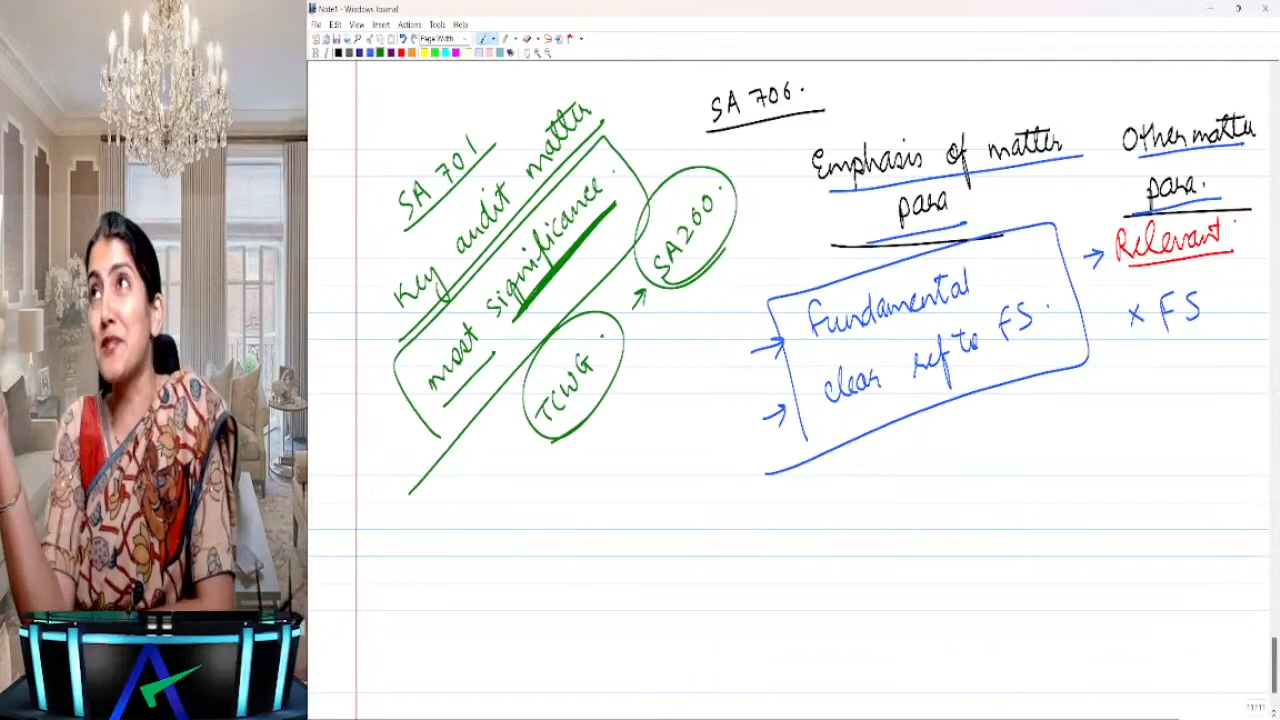 Note1 - Windows Journal
File Edit View Insert Actions Tools Help
Page Width
SA 701
Key audit matter
most significance.
TCWG.
→ SA 260.
SA 706.
Emphasis of matter
para
→ Fundamental
→ clear ref to FS.
Other matter
para.
→ Relevant.
x FS
11/11